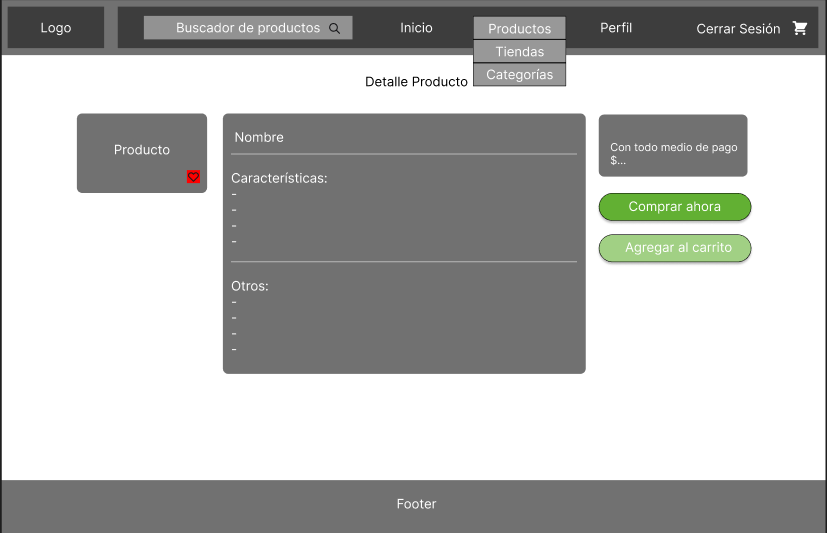 Logo
Buscador de productos
Inicio
Productos
Tiendas
Categorías
Perfil
Cerrar Sesión
Detalle Producto
Producto
Nombre
Características:
-
-
-
-
Otros:
-
-
-
-
Con todo medio de pago
$...
Comprar ahora
Agregar al carrito
Footer